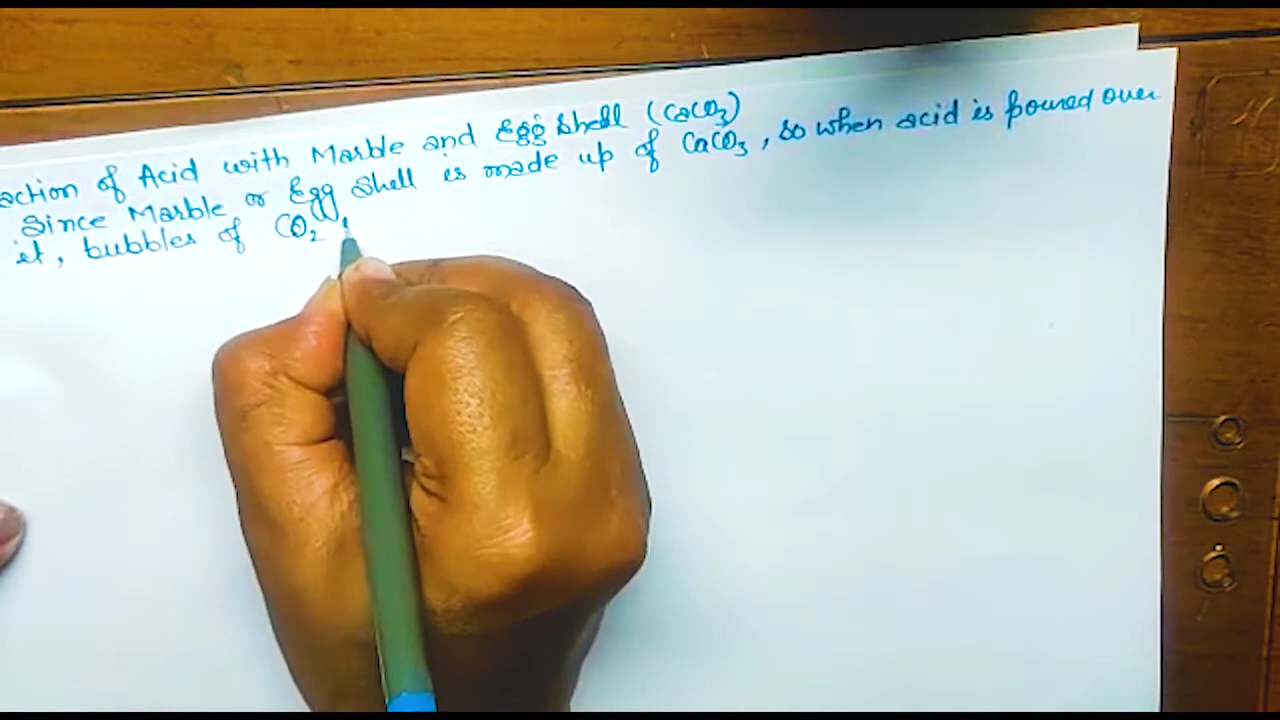 action of Acid with Marble and Egg Shell (CaCO3)
Since Marble or Egg Shell is made up of CaCO3, so when acid is poured over
it, bubbles of CO2